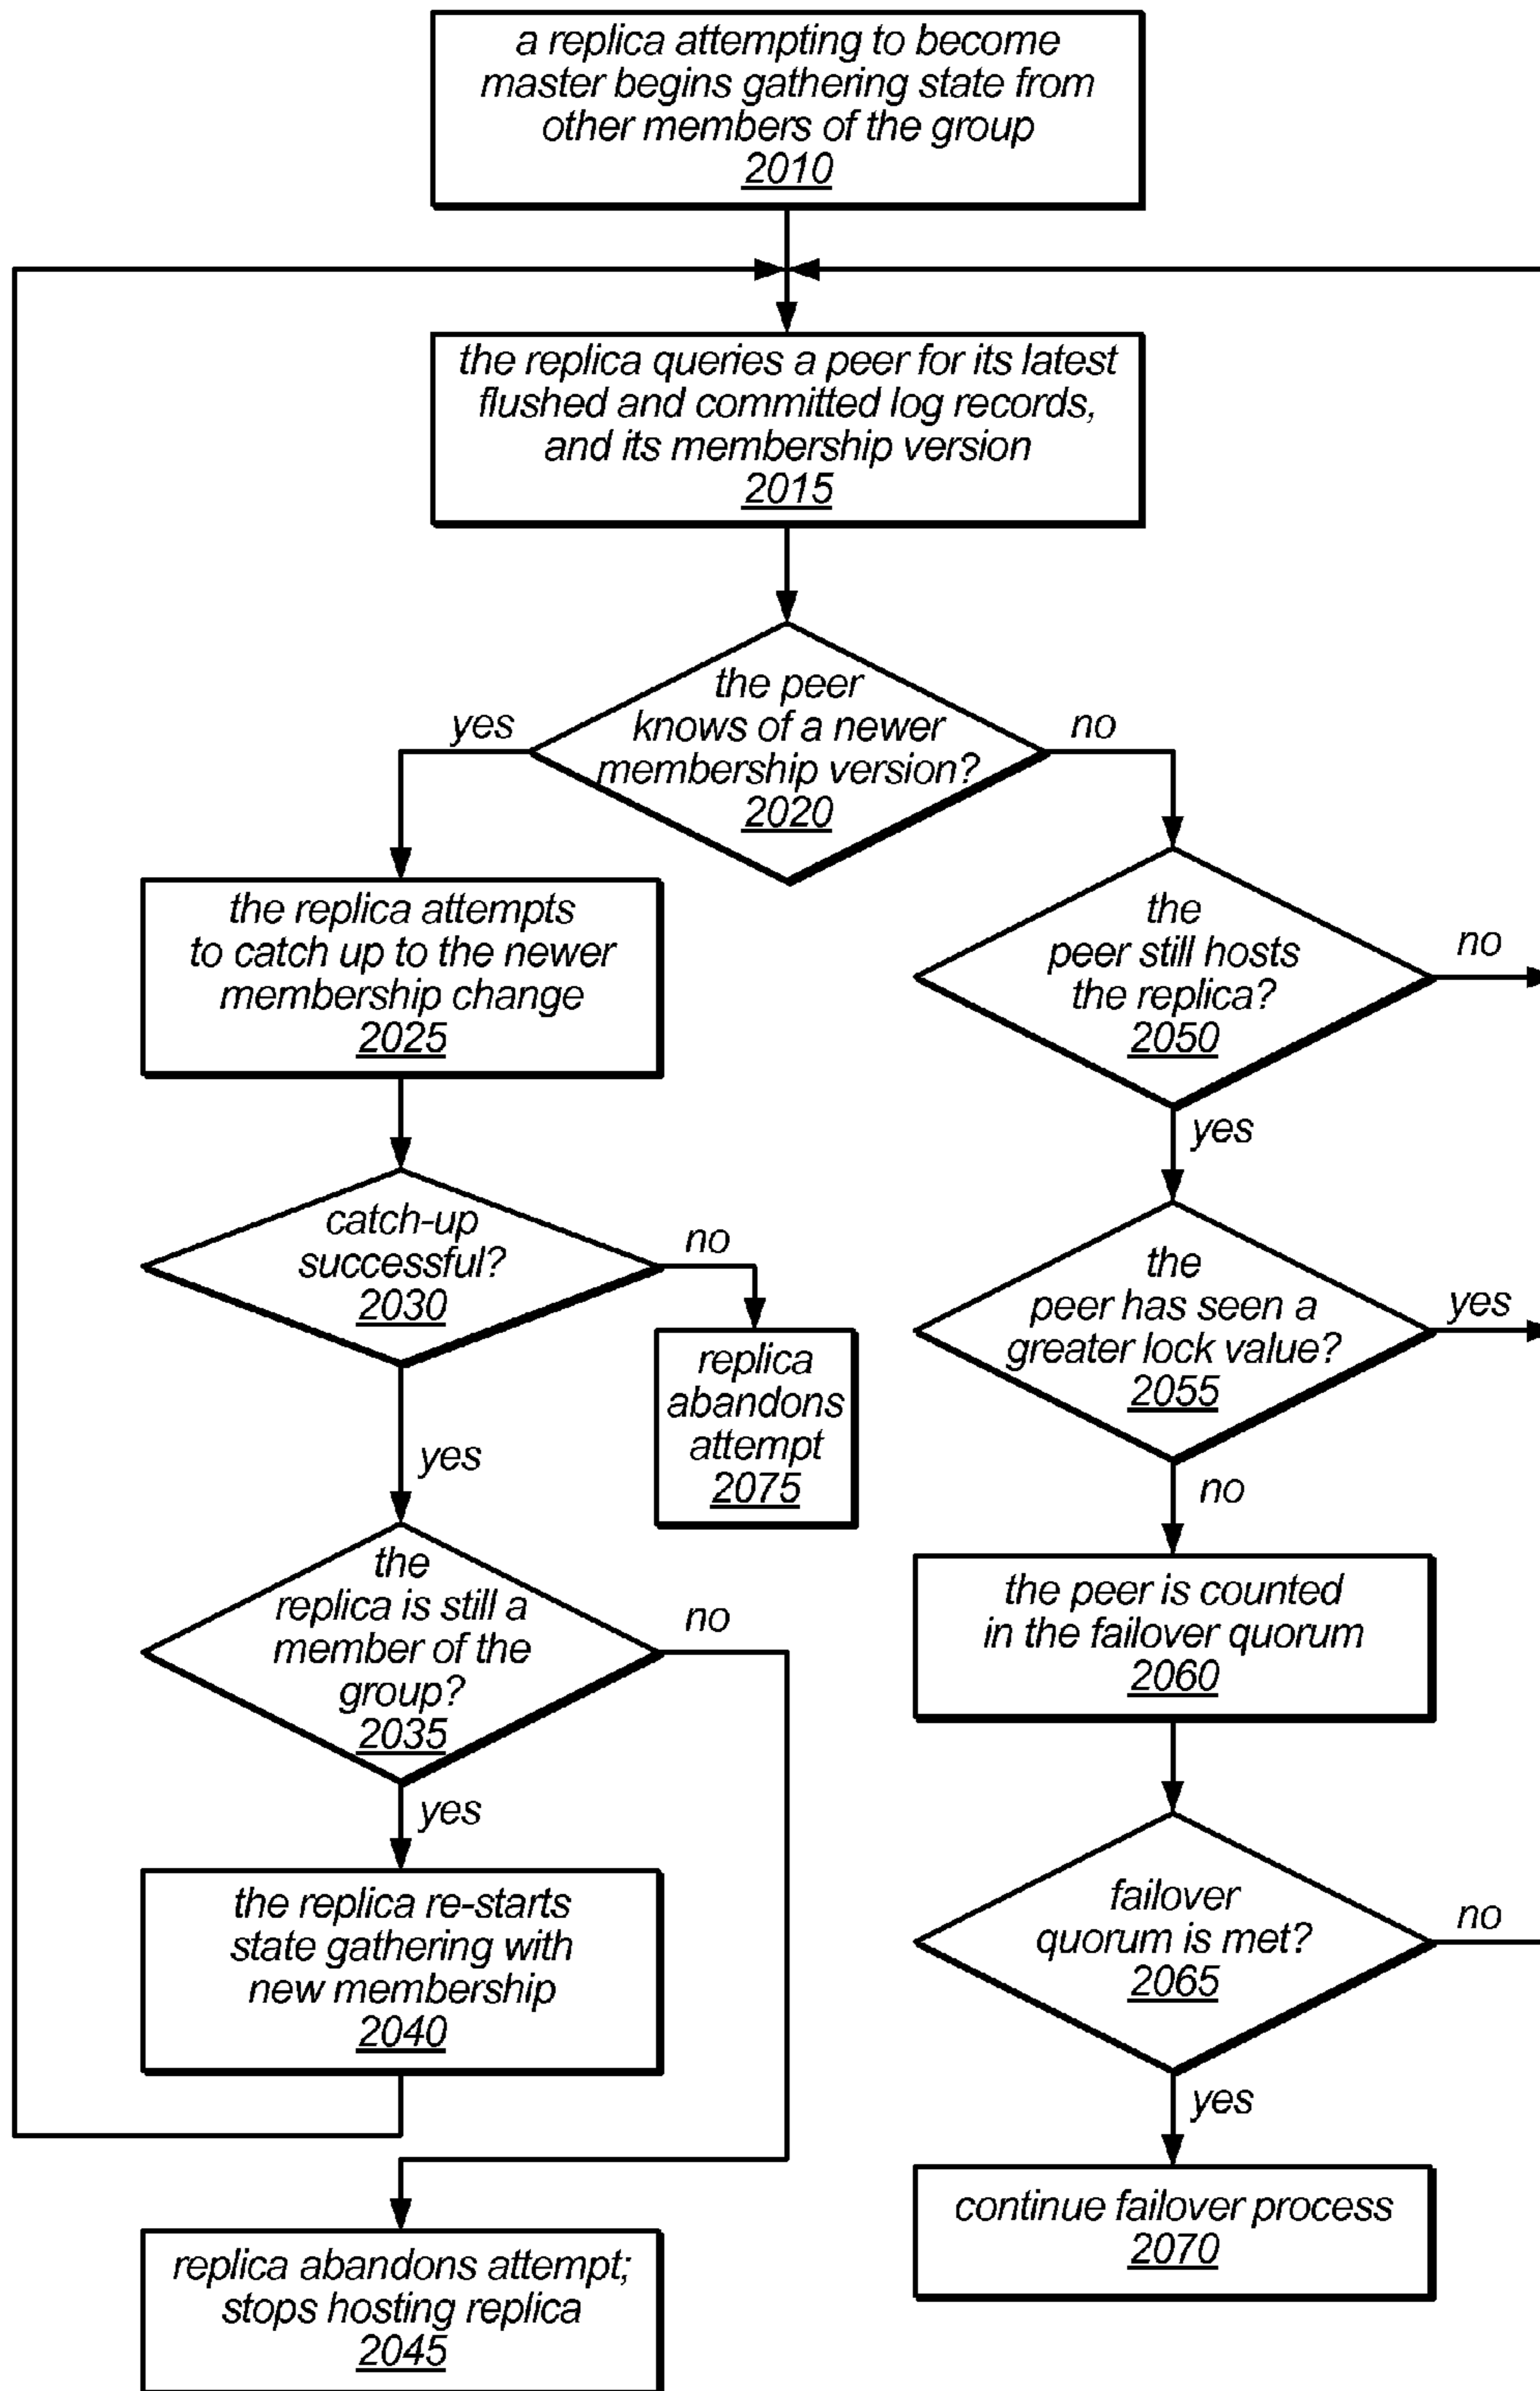 a replica attempting to become
master begins gathering state from
other members of the group
2010
the replica queries a peer for its latest
flushed and committed log records,
and its membership version
2015
the peer
knows of a newer
membership version?
2020
yes
no
the replica attempts
to catch up to the newer
membership change
2025
the
peer still hosts
the replica?
2050
no
yes
catch-up
successful?
2030
no
yes
replica
abandons
attempt
2075
the
peer has seen a
greater lock value?
2055
yes
no
the
replica is still a
member of the
group?
2035
no
yes
the peer is counted
in the failover quorum
2060
the replica re-starts
state gathering with
new membership
2040
failover
quorum is met?
2065
no
yes
replica abandons attempt;
stops hosting replica
2045
continue failover process
2070